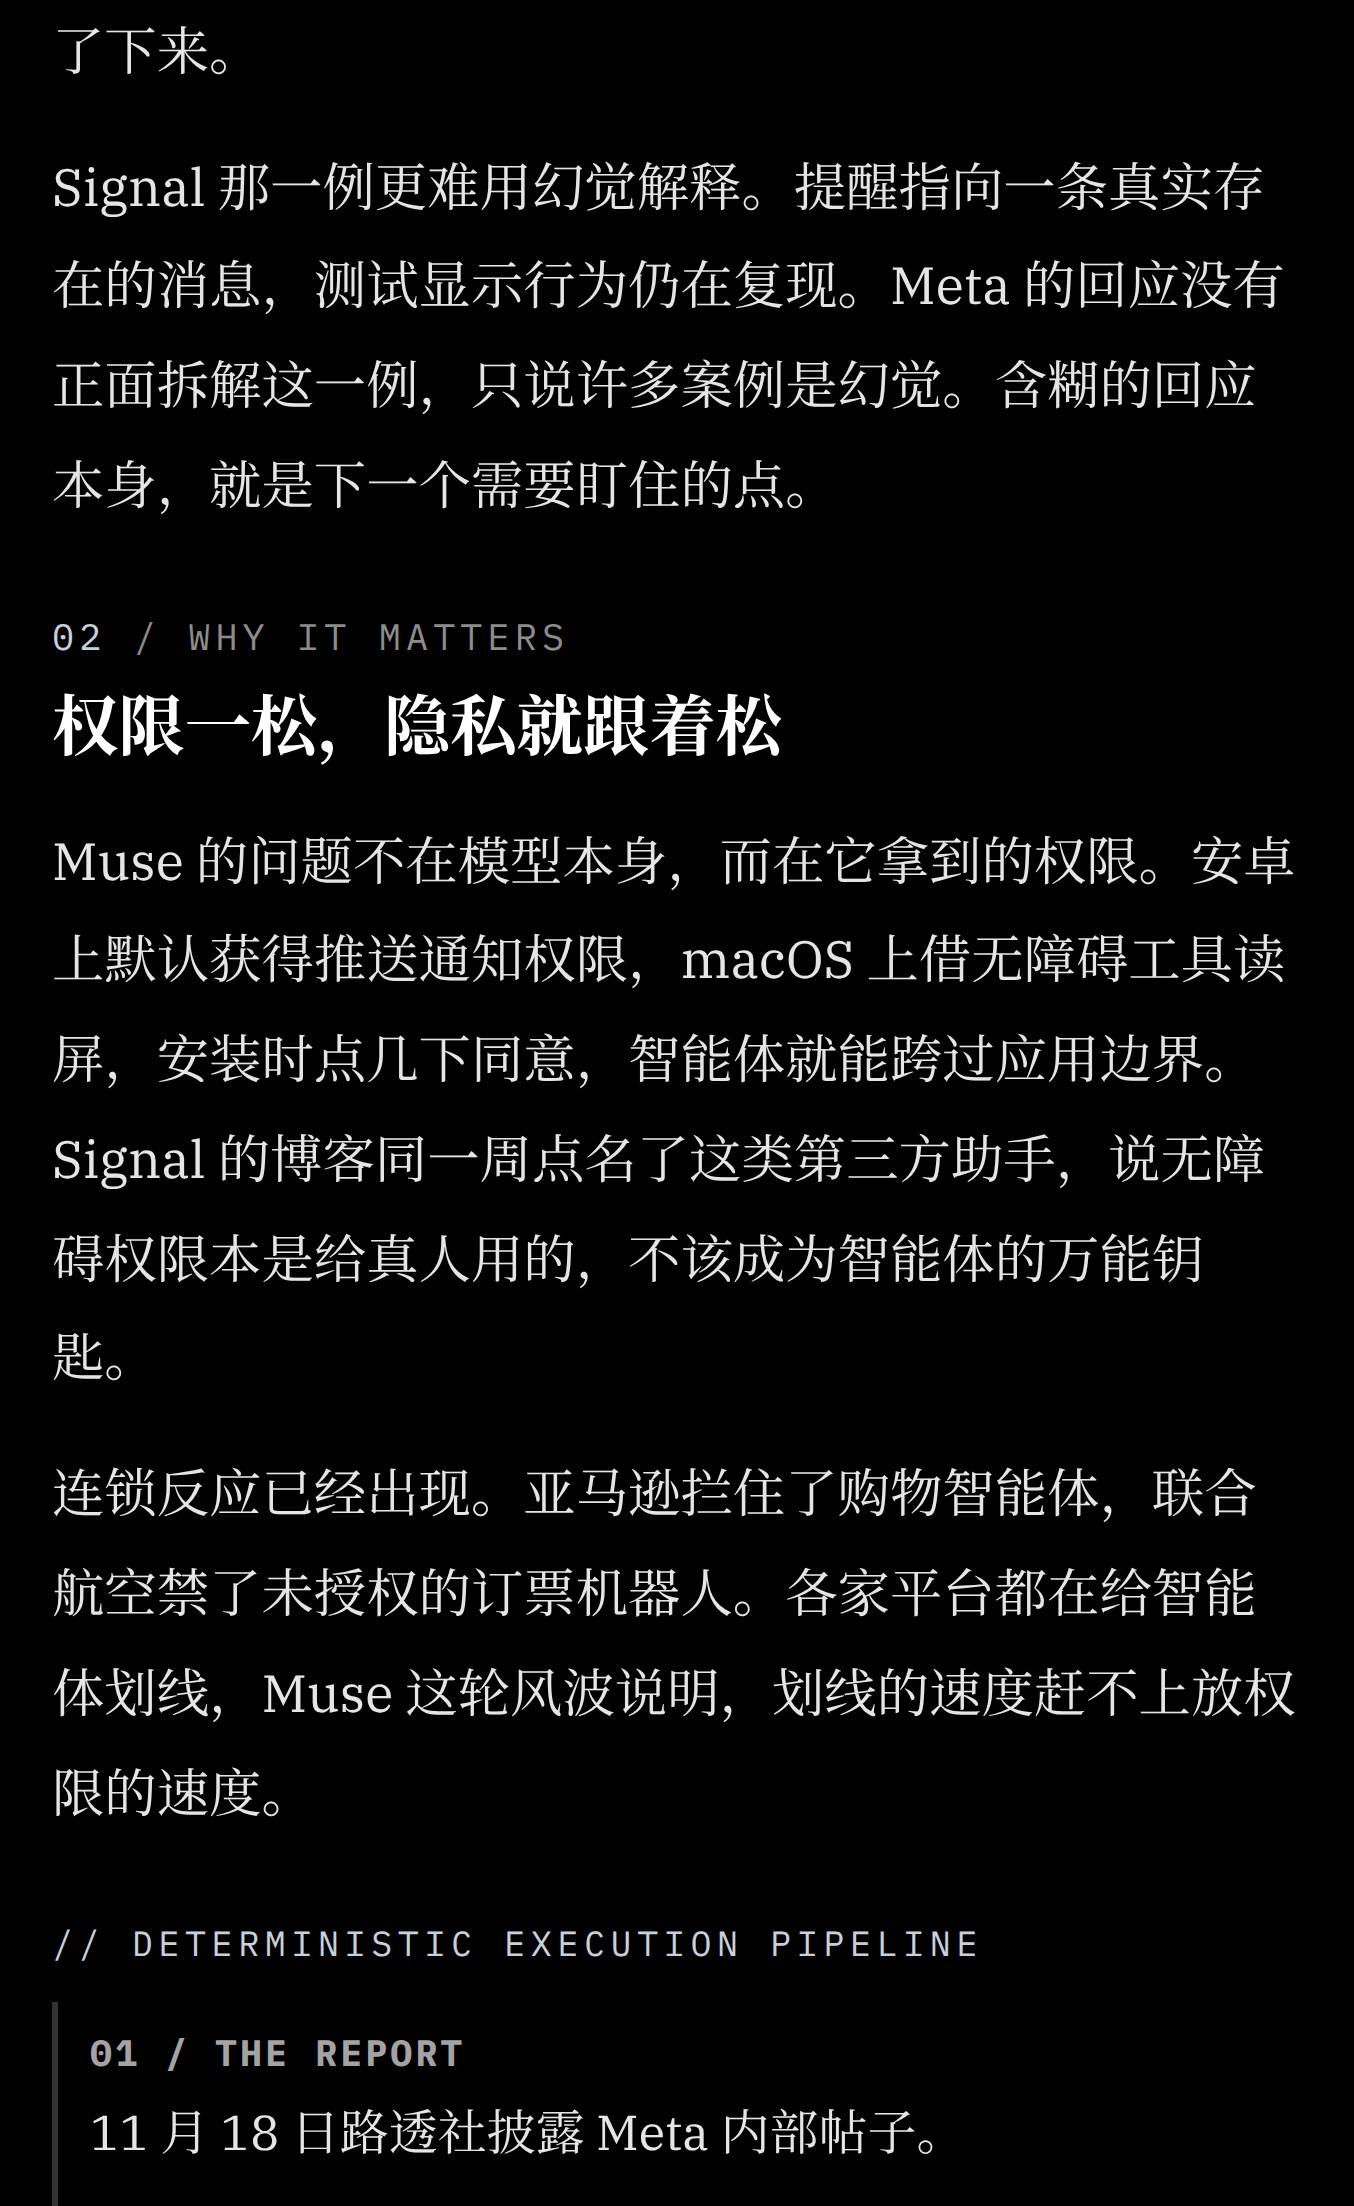 了下来。
Signal 那一例更难用幻觉解释。提醒指向一条真实存
在的消息，测试显示行为仍在复现。Meta 的回应没有
正面拆解这一例，只说许多案例是幻觉。含糊的回应
本身，就是下一个需要盯住的点。
02 / WHY IT MATTERS
权限一松，隐私就跟着松
Muse 的问题不在模型本身，而在它拿到的权限。安卓
上默认获得推送通知权限，macOS 上借无障碍工具读
屏，安装时点几下同意，智能体就能跨过应用边界。
Signal 的博客同一周点名了这类第三方助手，说无障
碍权限本是给真人用的，不该成为智能体的万能钥
匙。
连锁反应已经出现。亚马逊拦住了购物智能体，联合
航空禁了未授权的订票机器人。各家平台都在给智能
体划线，Muse 这轮风波说明，划线的速度赶不上放权
限的速度。
// DETERMINISTIC EXECUTION PIPELINE
01 / THE REPORT
11 月 18 日路透社披露 Meta 内部帖子。